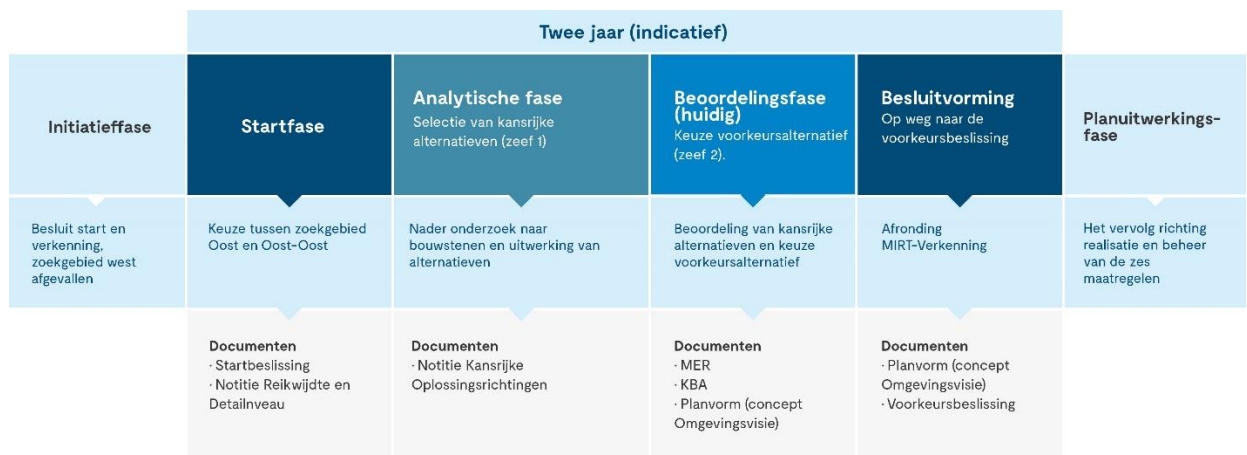 Twee jaar (indicatief)
Initiatieffase
Startfase
Analytische fase
Selectie van kansrijke
alternatieven (zeef 1)
Beoordelingsfase
(huidig)
Keuze voorkeursalternatief
(zeef 2).
Besluitvorming
Op weg naar de
voorkeursbeslissing
Planuitwerkings-
fase
Besluit start en
verkenning,
zoekgebied west
afgevallen
Keuze tussen zoekgebied
Oost en Oost-Oost
Nader onderzoek naar
bouwstenen en uitwerking van
alternatieven
Beoordeling van kansrijke
alternatieven en keuze
voorkeursalternatief
Afronding
MIRT-Verkenning
Het vervolg richting
realisatie en beheer
van de zes
maatregelen
Documenten
· Startbeslissing
· Notitie Reikwijdte en
Detailnveau
Documenten
· Notitie Kansrijke
Oplossingsrichtingen
Documenten
· MER
· KBA
· Planvorm (concept
Omgevingsvisie)
Documenten
· Planvorm (concept
Omgevingsvisie)
· Voorkeursbeslissing